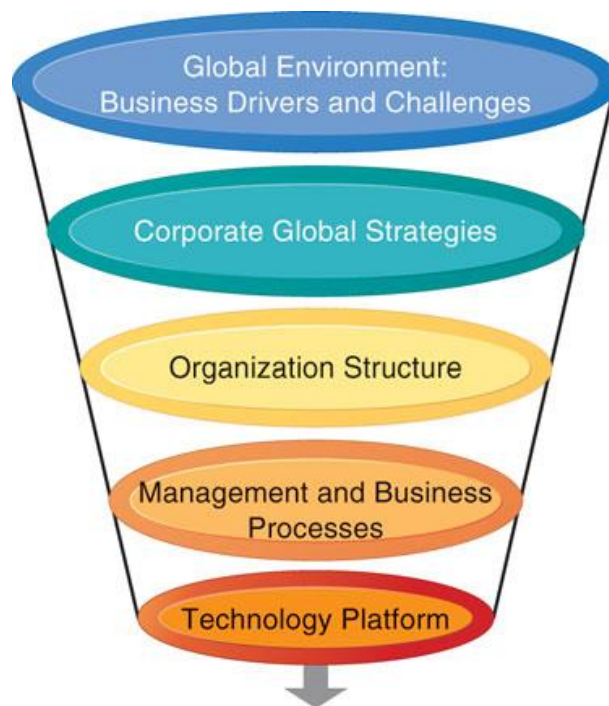 Global Environment:
Business Drivers and Challenges
Corporate Global Strategies
Organization Structure
Management and Business
Processes
Technology Platform